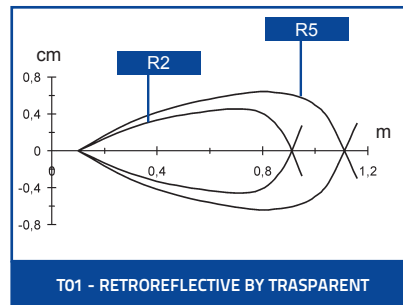 cm
R5
R2
0,8
0,4
m
0
0
0,4
0,8
1,2
-0,4
-0,8
T01 - RETROREFLECTIVE BY TRASPARENT